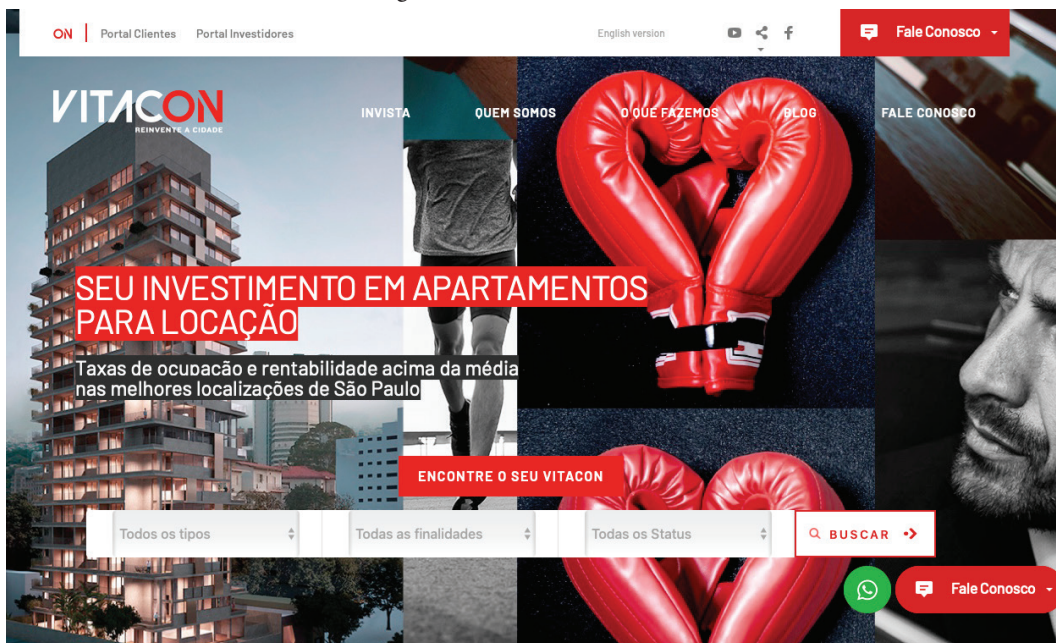 ON Portal Clientes Portal Investidores English version Fale Conosco
VITACON
REINVENTE A CIDADE
INVISTA QUEM SOMOS O QUE FAZEMOS BLOG FALE CONOSCO
SEU INVESTIMENTO EM APARTAMENTOS
PARA LOCAÇÃO
Taxas de ocupação e rentabilidade acima da média
nas melhores localizações de São Paulo
ENCONTRE O SEU VITACON
Todos os tipos Todas as finalidades Todas os Status BUSCAR
Fale Conosco